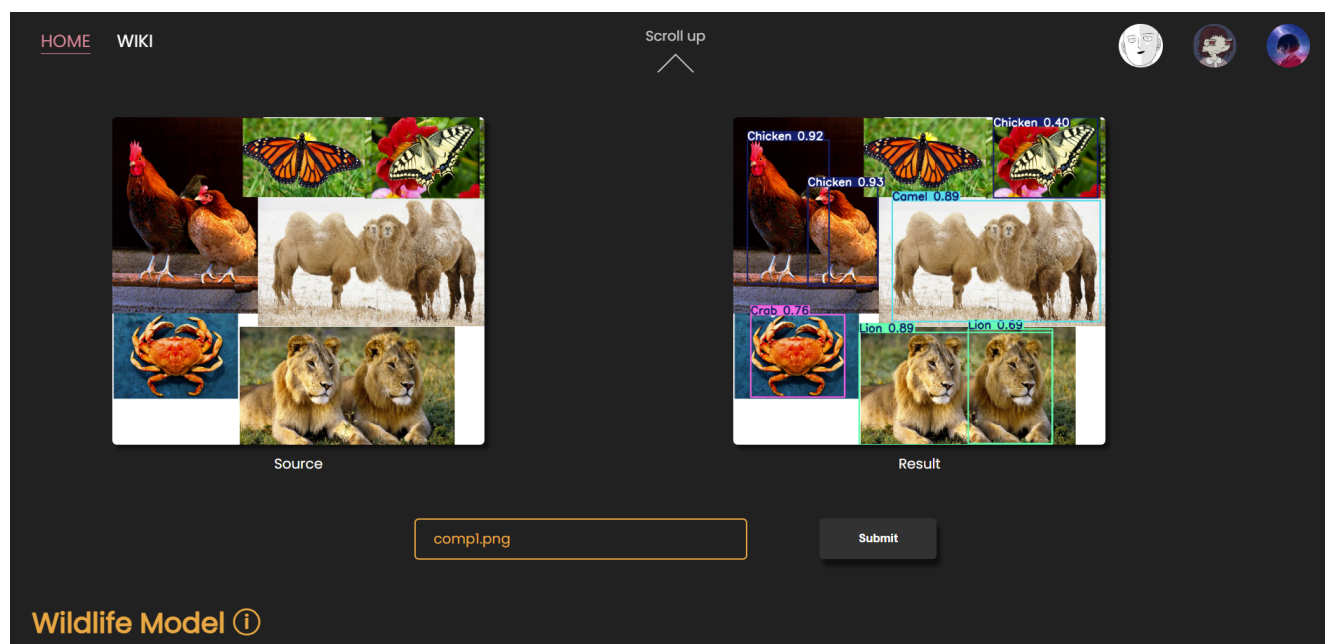 HOME WIKI Scroll up
Chicken 0.92
Chicken 0.40
Chicken 0.93
Camel 0.89
Crab 0.76
Lion 0.89
Lion 0.69
Source
Result
comp1.png
Submit
Wildlife Model i